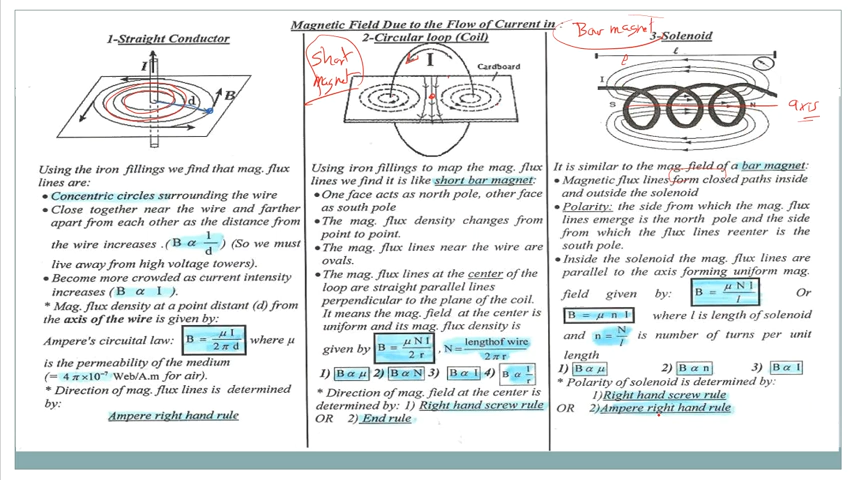 Magnetic Field Due to the Flow of Current in:
1-Straight Conductor
I
d
B
Using the iron fillings we find that mag. flux
lines are:
• Concentric circles surrounding the wire
• Close together near the wire and farther
apart from each other as the distance from
the wire increases .( B α 1/d ) (So we must
live away from high voltage towers).
• Become more crowded as current intensity
increases ( B α I ).
* Mag. flux density at a point distant (d) from
the axis of the wire is given by:
Ampere's circuital law: B = μ I / 2 π d where μ
is the permeability of the medium
(= 4 π×10⁻⁷ Web/A.m for air).
* Direction of mag. flux lines is determined
by:
Ampere right hand rule
2-Circular loop (Coil)
Short
magnet
I
Cardboard
Using iron fillings to map the mag. flux
lines we find it is like short bar magnet:
• One face acts as north pole, other face
as south pole
• The mag. flux density changes from
point to point.
• The mag. flux lines near the wire are
ovals.
• The mag. flux lines at the center of the
loop are straight parallel lines
perpendicular to the plane of the coil.
It means the mag. field at the center is
uniform and its mag. flux density is
given by B = μ N I / 2 r , N = length of wire / 2 π r
1) B α μ 2) B α N 3) B α I 4) B α 1/r
* Direction of mag. field at the center is
determined by: 1) Right hand screw rule
OR 2) End rule
Bar magnet
3-Solenoid
ℓ
ℓ
I
S
N
axis
It is similar to the mag. field of a bar magnet:
• Magnetic flux lines form closed paths inside
and outside the solenoid
• Polarity: the side from which the mag. flux
lines emerge is the north pole and the side
from which the flux lines reenter is the
south pole.
• Inside the solenoid the mag. flux lines are
parallel to the axis forming uniform mag.
field given by: B = μ N I / l Or
B = μ n I where l is length of solenoid
and n = N/l is number of turns per unit
length
1) B α μ 2) B α n 3) B α I
* Polarity of solenoid is determined by:
1) Right hand screw rule
OR 2) Ampere right hand rule